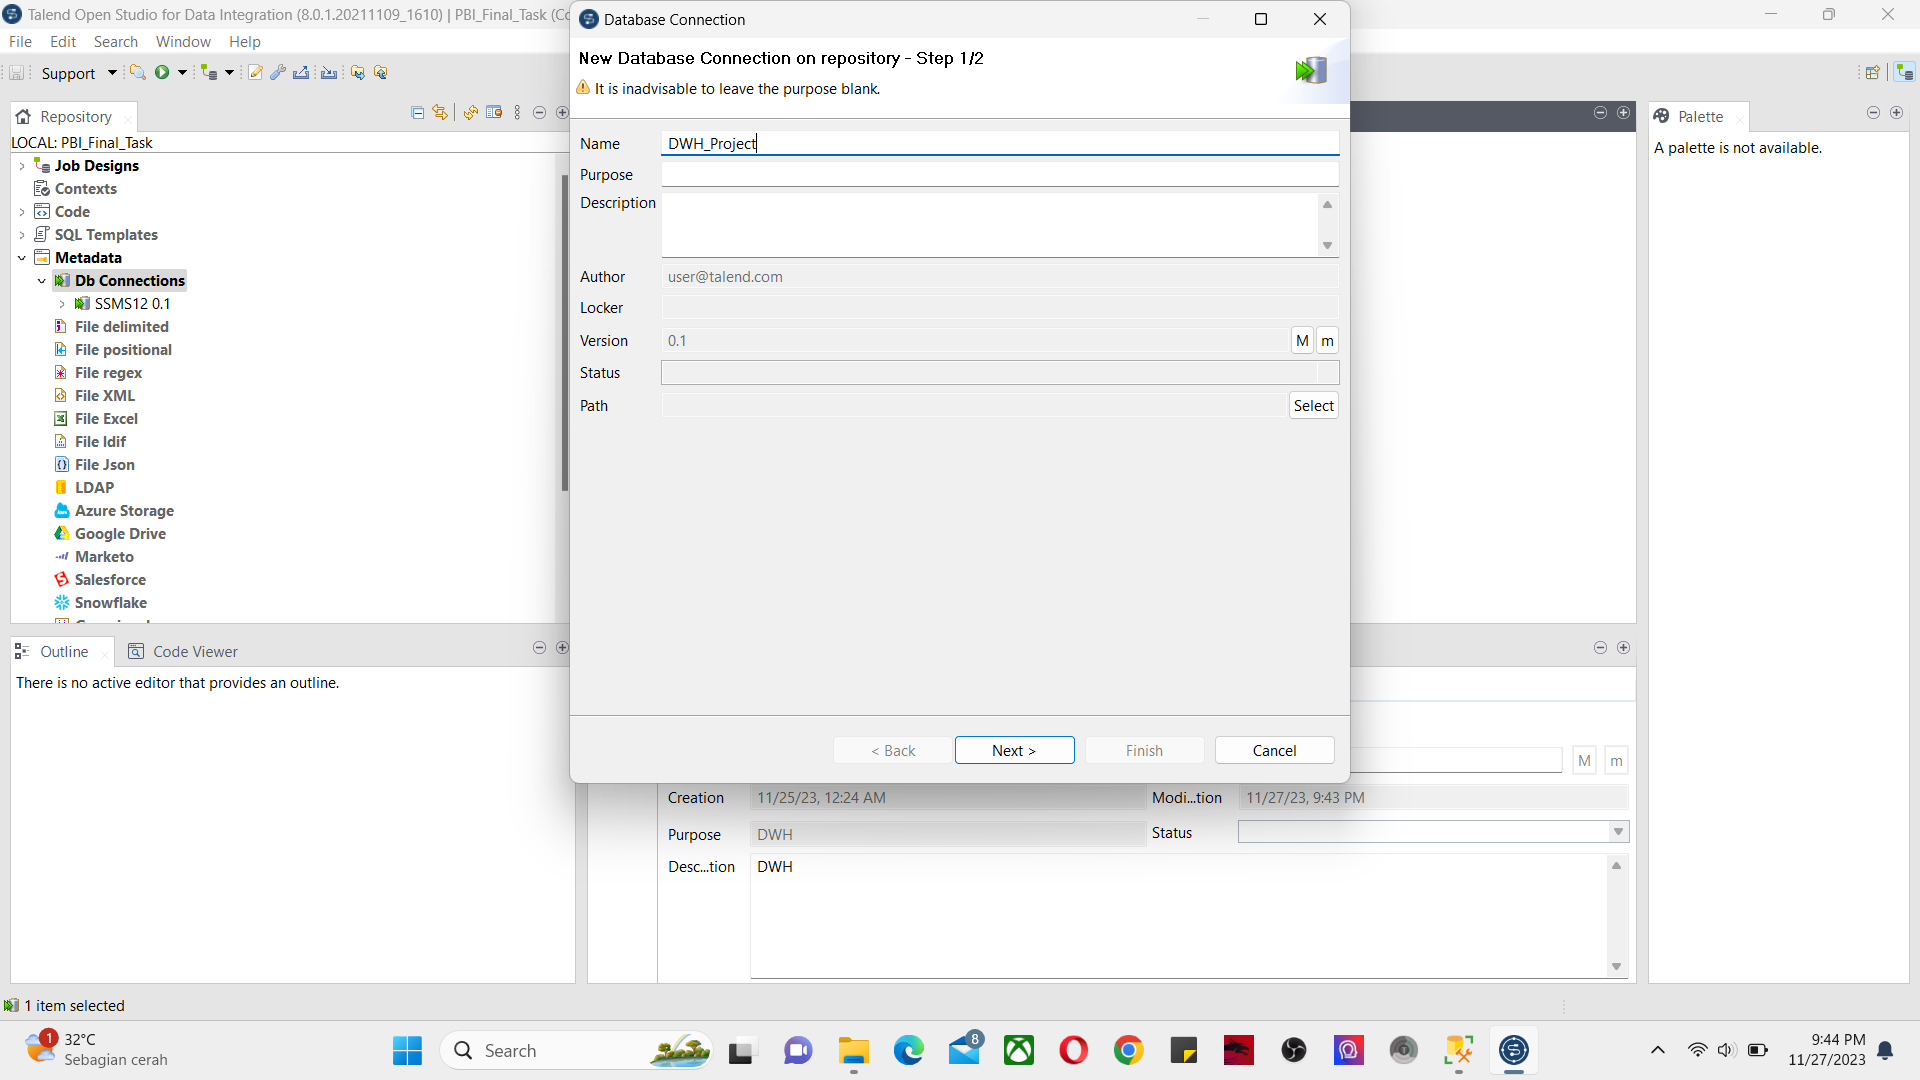 Talend Open Studio for Data Integration (8.0.1.20211109_1610) | PBI_Final_Task (Co
File Edit Search Window Help
Support
Repository
LOCAL: PBI_Final_Task
Job Designs
Contexts
Code
SQL Templates
Metadata
Db Connections
SSMS12 0.1
File delimited
File positional
File regex
File XML
File Excel
File ldif
File Json
LDAP
Azure Storage
Google Drive
Marketo
Salesforce
Snowflake
Outline
Code Viewer
There is no active editor that provides an outline.
Database Connection
New Database Connection on repository - Step 1/2
It is inadvisable to leave the purpose blank.
Name DWH_Project
Purpose
Description
Author user@talend.com
Locker
Version 0.1 M m
Status
Path Select
< Back Next > Finish Cancel
Palette
A palette is not available.
M m
Creation 11/25/23, 12:24 AM Modi...tion 11/27/23, 9:43 PM
Purpose DWH Status
Desc...tion DWH
1 item selected
1
32°C
Sebagian cerah
Search
8
9:44 PM
11/27/2023